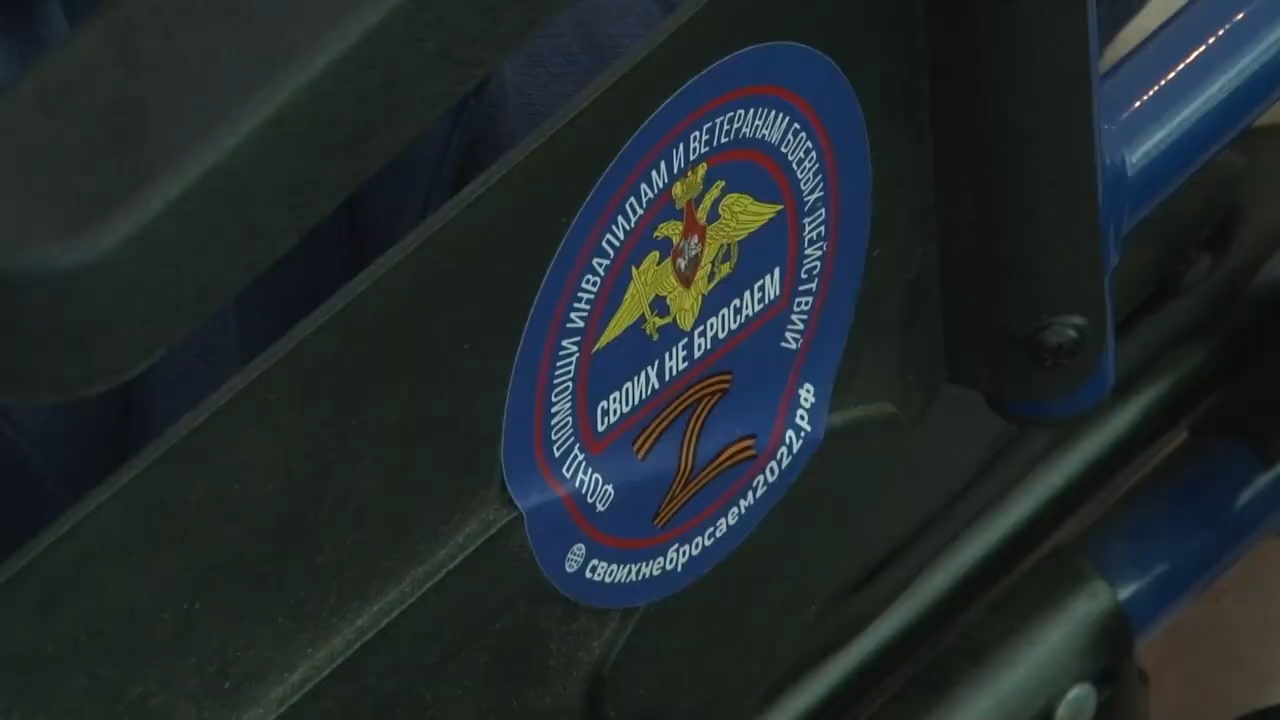 ФОНД ПОМОЩИ ИНВАЛИДАМ И ВЕТЕРАНАМ БОЕВЫХ ДЕЙСТВИЙ
СВОИХ НЕ БРОСАЕМ
Z
своихнебросаем2022.рф